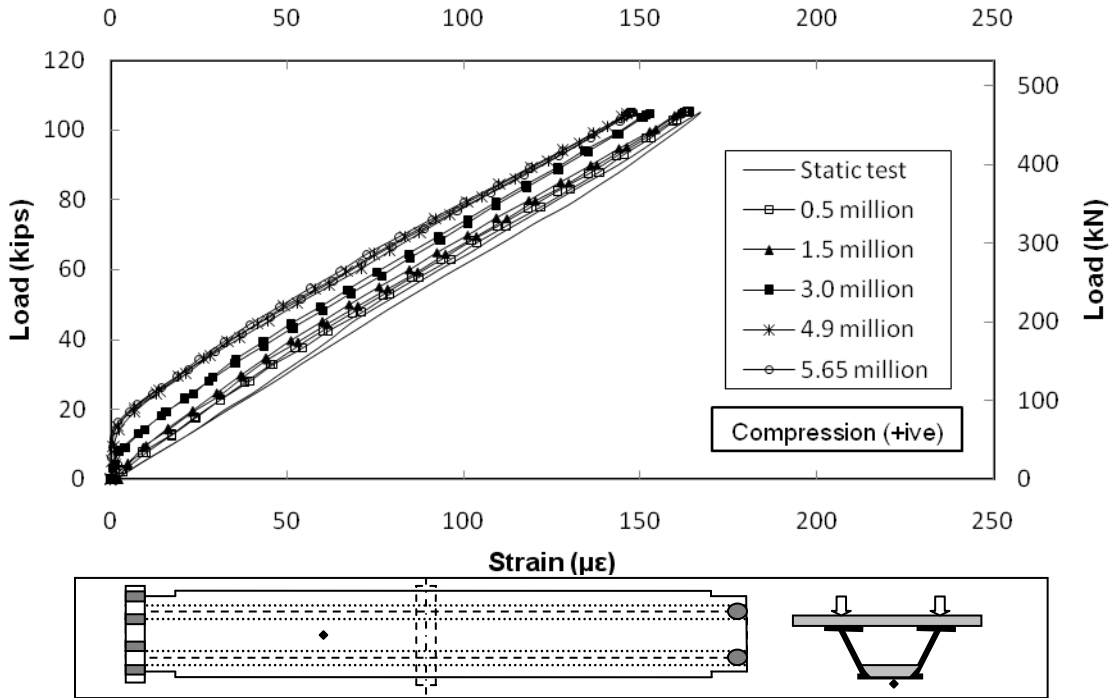 0 50 100 150 200 250
120 100 80 60 40 20 0
Load (kips)
500 400 300 200 100 0
Load (kN)
Static test
0.5 million
1.5 million
3.0 million
4.9 million
5.65 million
Compression (+ive)
0 50 100 150 200 250
Strain (µε)